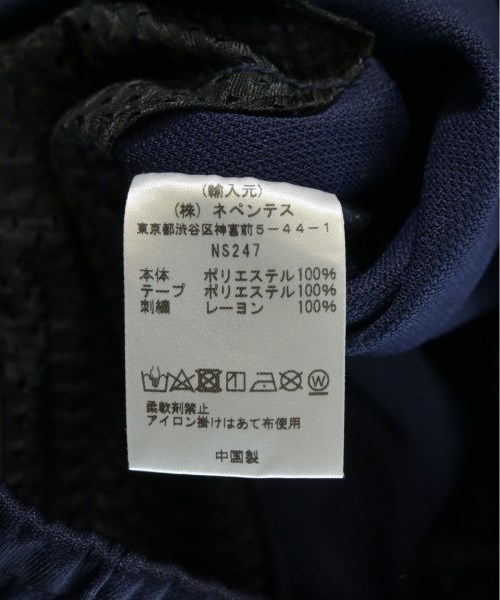 (輸入元)
(株) ネペンテス
東京都渋谷区神宮前5-44-1
NS247
本体 ポリエステル100%
テープ ポリエステル100%
刺繍 レーヨン 100%
W
柔軟剤禁止
アイロン掛けはあて布使用
中国製